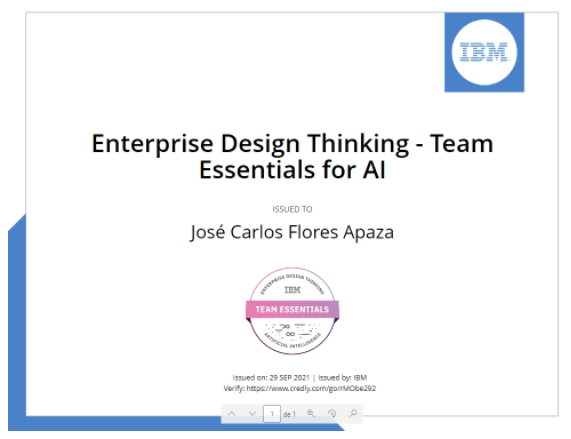 IBM
Enterprise Design Thinking - Team
Essentials for AI
ISSUED TO
José Carlos Flores Apaza
ENTERPRISE DESIGN THINKING
IBM
TEAM ESSENTIALS
ARTIFICIAL INTELLIGENCE
Issued on: 29 SEP 2021 | Issued by: IBM
Verify: https://www.credly.com/go/rMObe292
1 de 1